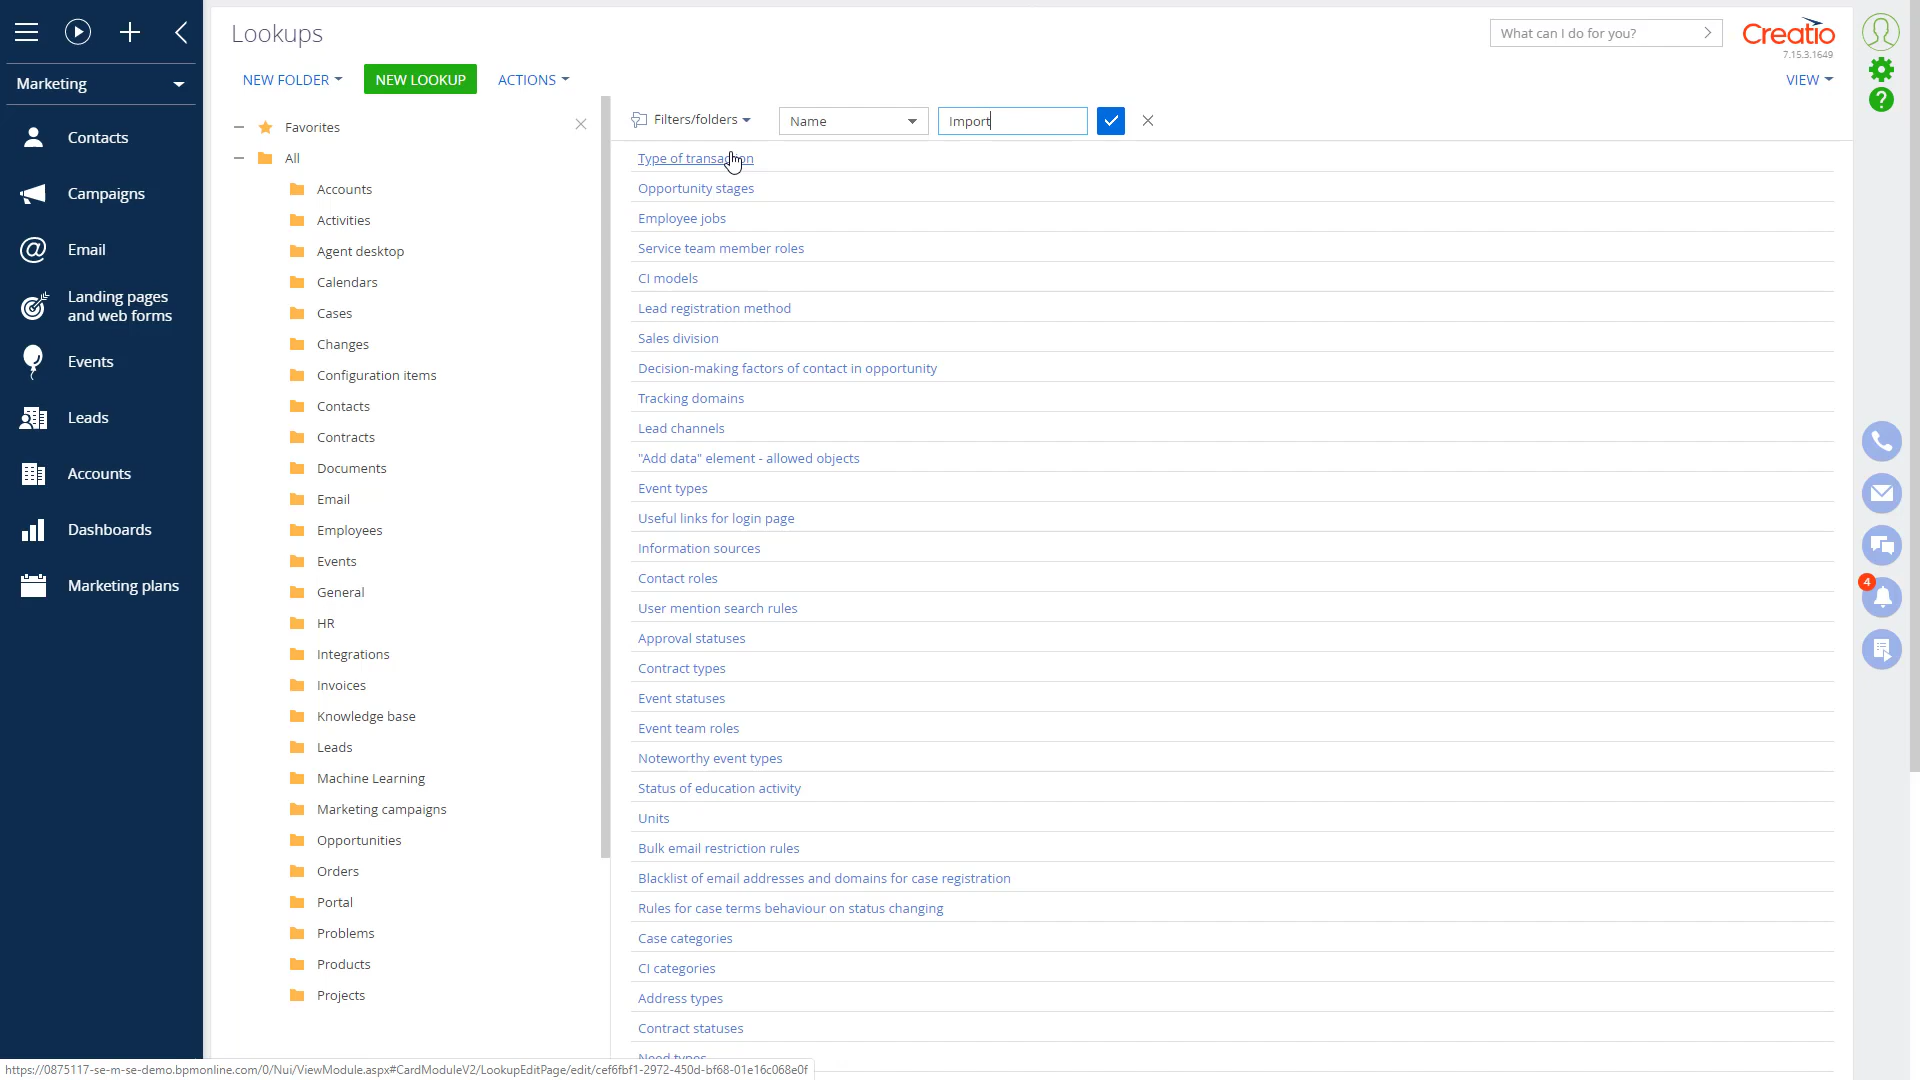 Lookups
What can I do for you?
Creatio
7.15.3.1649
Marketing
NEW FOLDER
NEW LOOKUP
ACTIONS
VIEW
Contacts
Campaigns
Email
Landing pages
and web forms
Events
Leads
Accounts
Dashboards
Marketing plans
Favorites
All
Accounts
Activities
Agent desktop
Calendars
Cases
Changes
Configuration items
Contacts
Contracts
Documents
Email
Employees
Events
General
HR
Integrations
Invoices
Knowledge base
Leads
Machine Learning
Marketing campaigns
Opportunities
Orders
Portal
Problems
Products
Projects
Filters/folders
Name
Import
Type of transaction
Opportunity stages
Employee jobs
Service team member roles
CI models
Lead registration method
Sales division
Decision-making factors of contact in opportunity
Tracking domains
Lead channels
"Add data" element - allowed objects
Event types
Useful links for login page
Information sources
Contact roles
User mention search rules
Approval statuses
Contract types
Event statuses
Event team roles
Noteworthy event types
Status of education activity
Units
Bulk email restriction rules
Blacklist of email addresses and domains for case registration
Rules for case terms behaviour on status changing
Case categories
CI categories
Address types
Contract statuses
Need types
?
4
https://0875117-se-m-se-demo.bpmonline.com/0/Nui/ViewModule.aspx#CardModuleV2/LookupEditPage/edit/cef6fbf1-2972-450d-bf68-01e16c068e0f